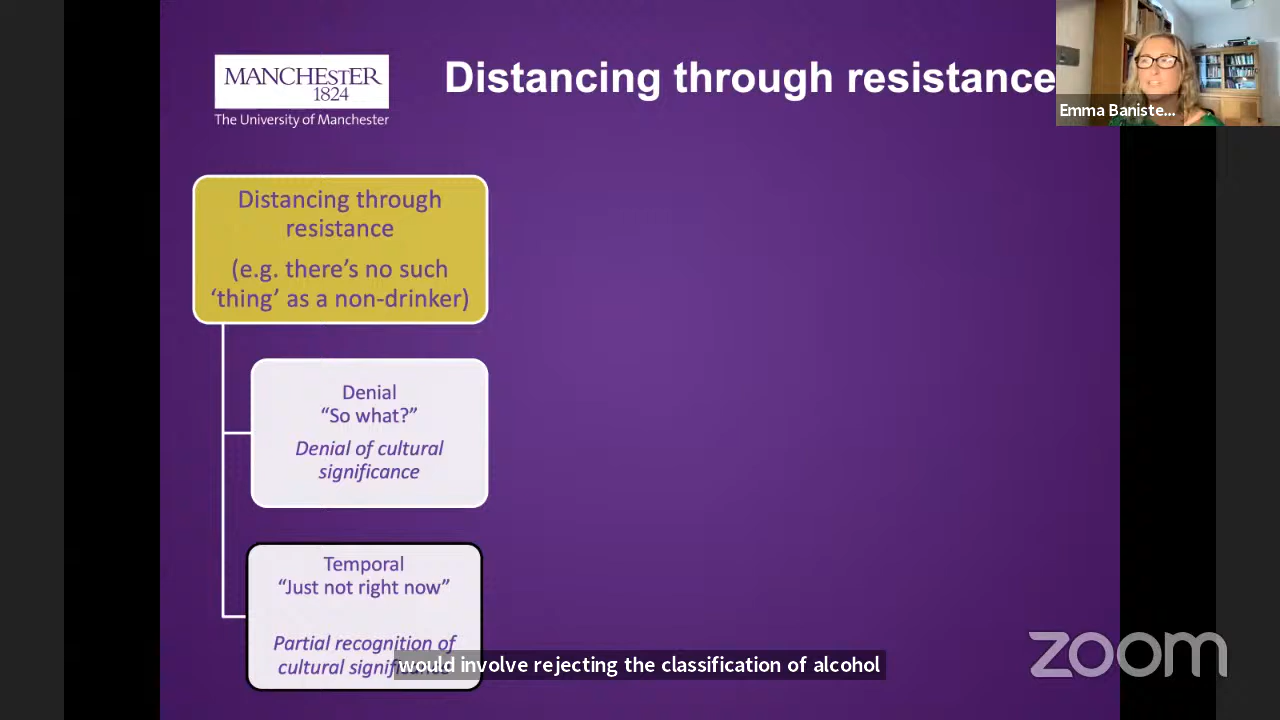 MANCHESTER
1824
The University of Manchester
Distancing through resistance
Emma Baniste...
Distancing through
resistance
(e.g. there's no such
'thing' as a non-drinker)
Denial
"So what?"
Denial of cultural
significance
Temporal
"Just not right now"
Partial recognition of
cultural significance
would involve rejecting the classification of alcohol
zoom